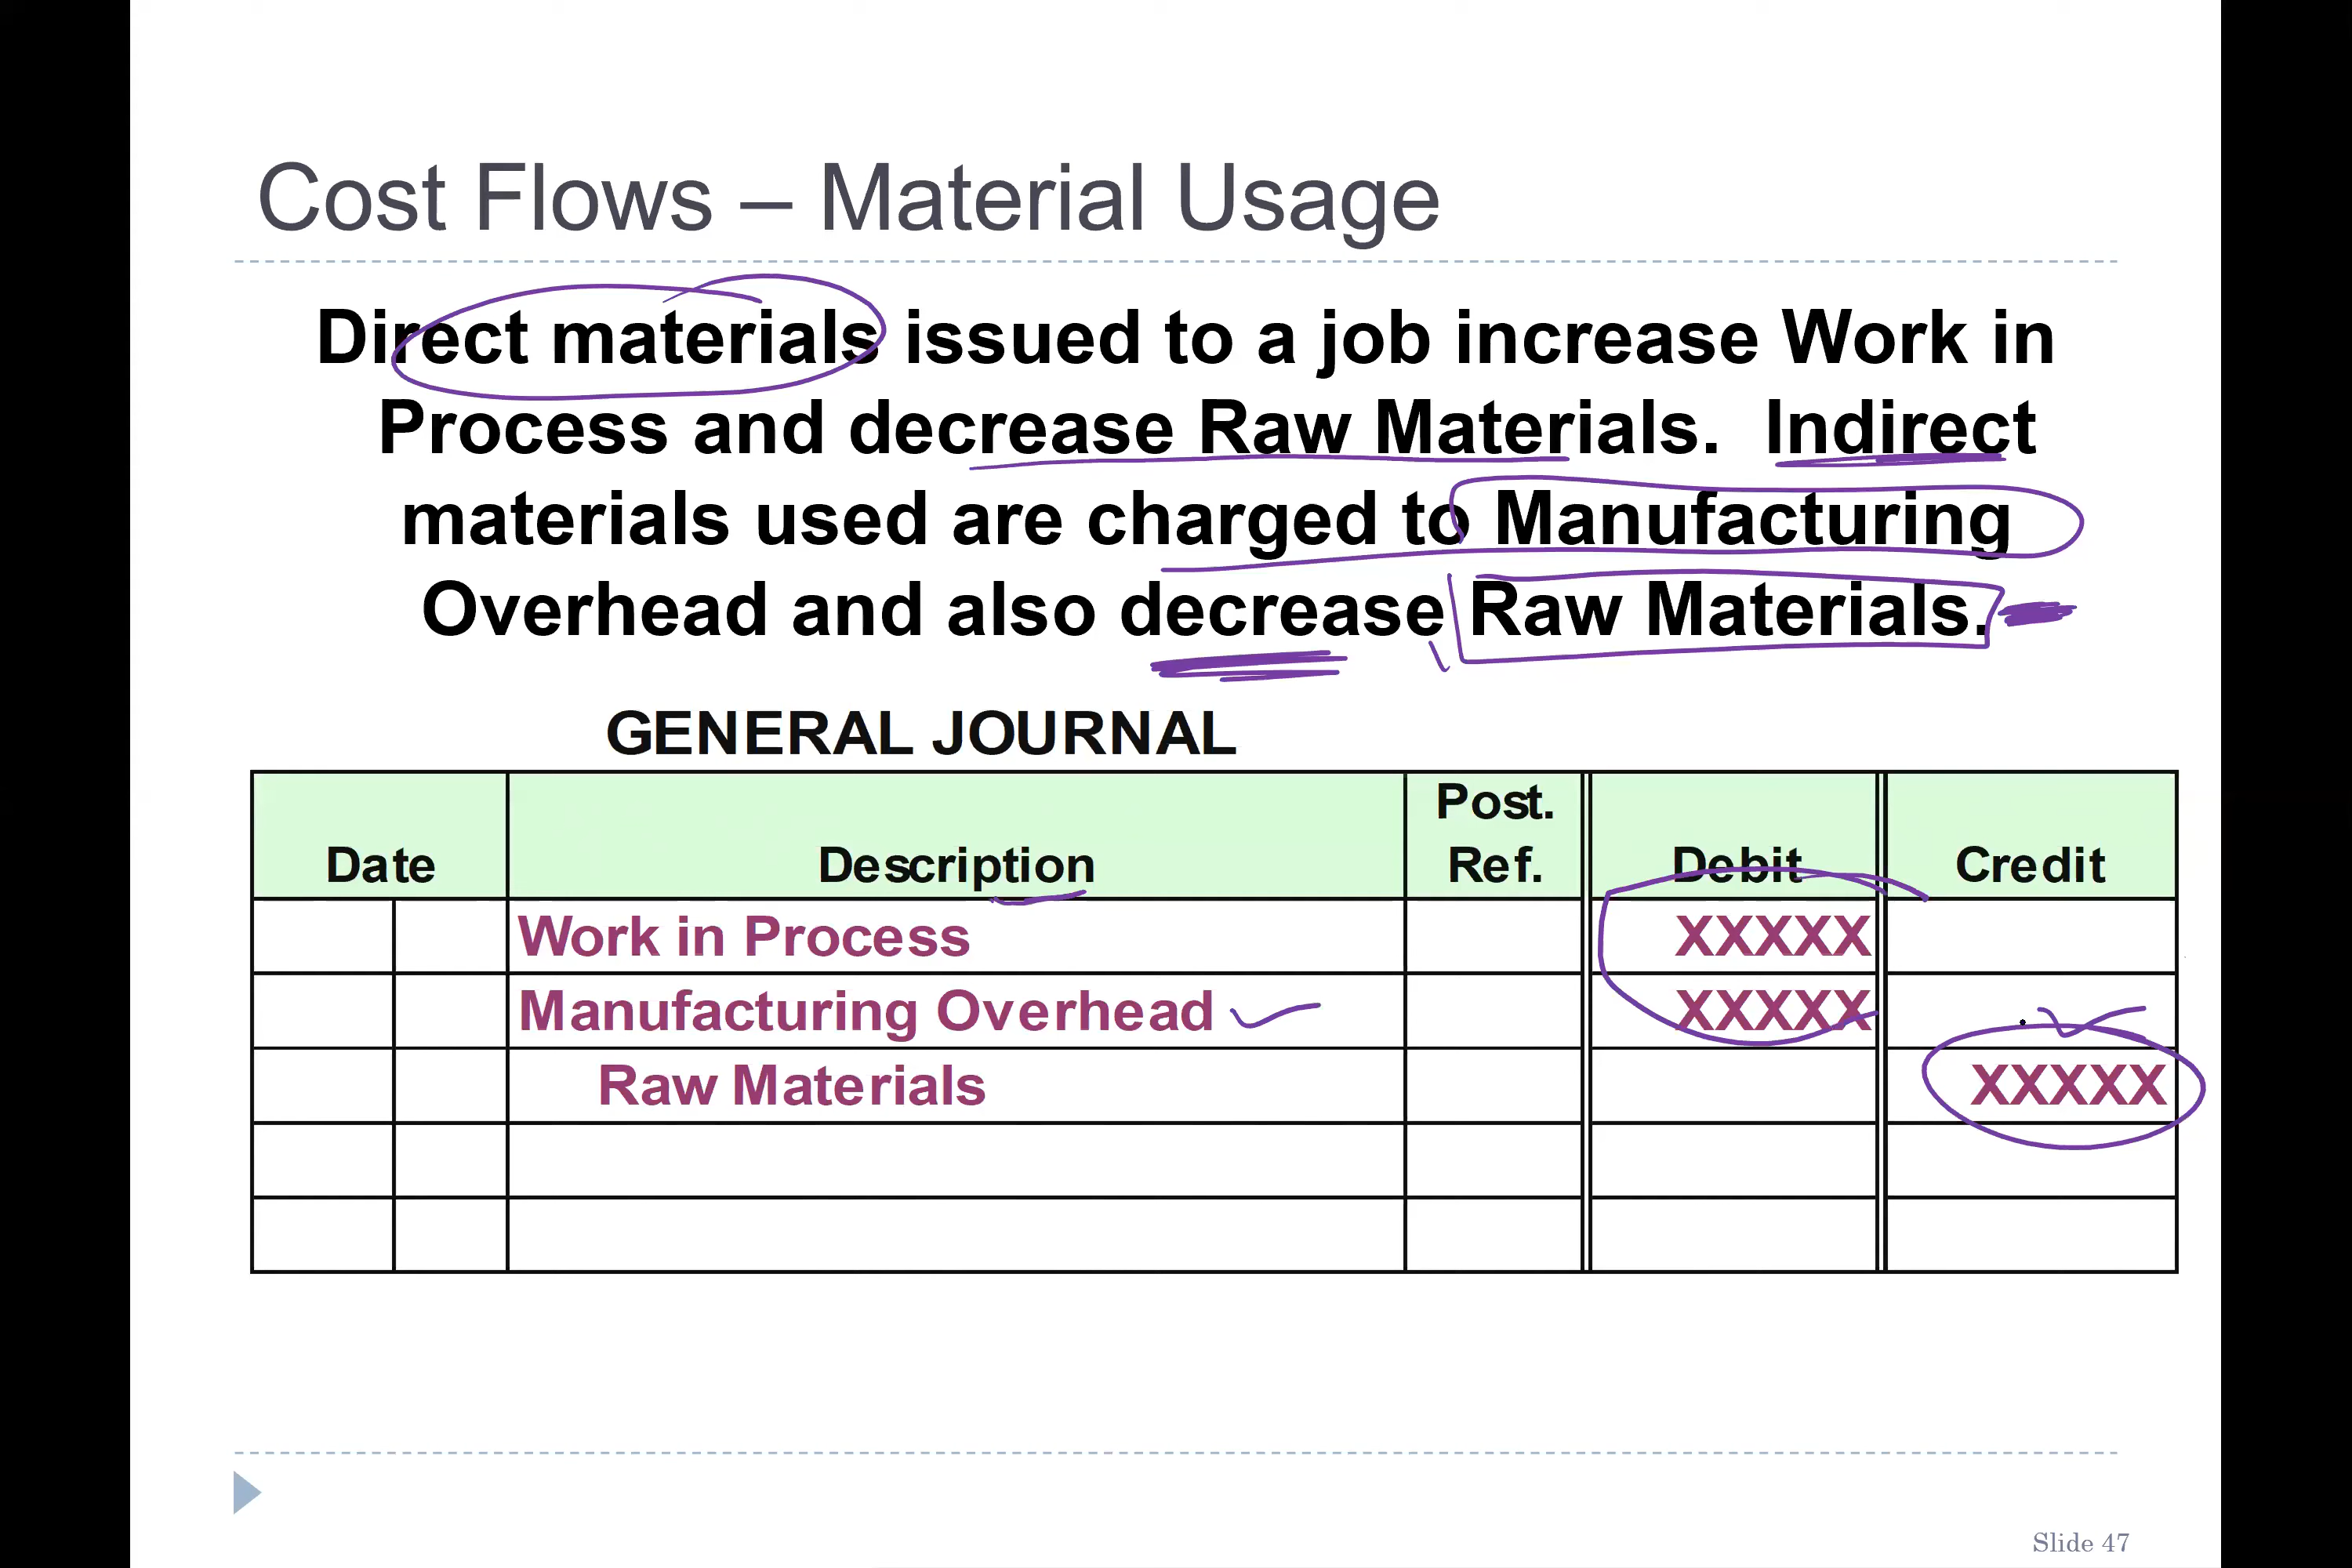 Cost Flows – Material Usage
Direct materials issued to a job increase Work in
Process and decrease Raw Materials. Indirect
materials used are charged to Manufacturing
Overhead and also decrease Raw Materials.
GENERAL JOURNAL
Date Description Post. Ref. Debit Credit
Work in Process XXXXX
Manufacturing Overhead XXXXX
Raw Materials XXXXX
Slide 47